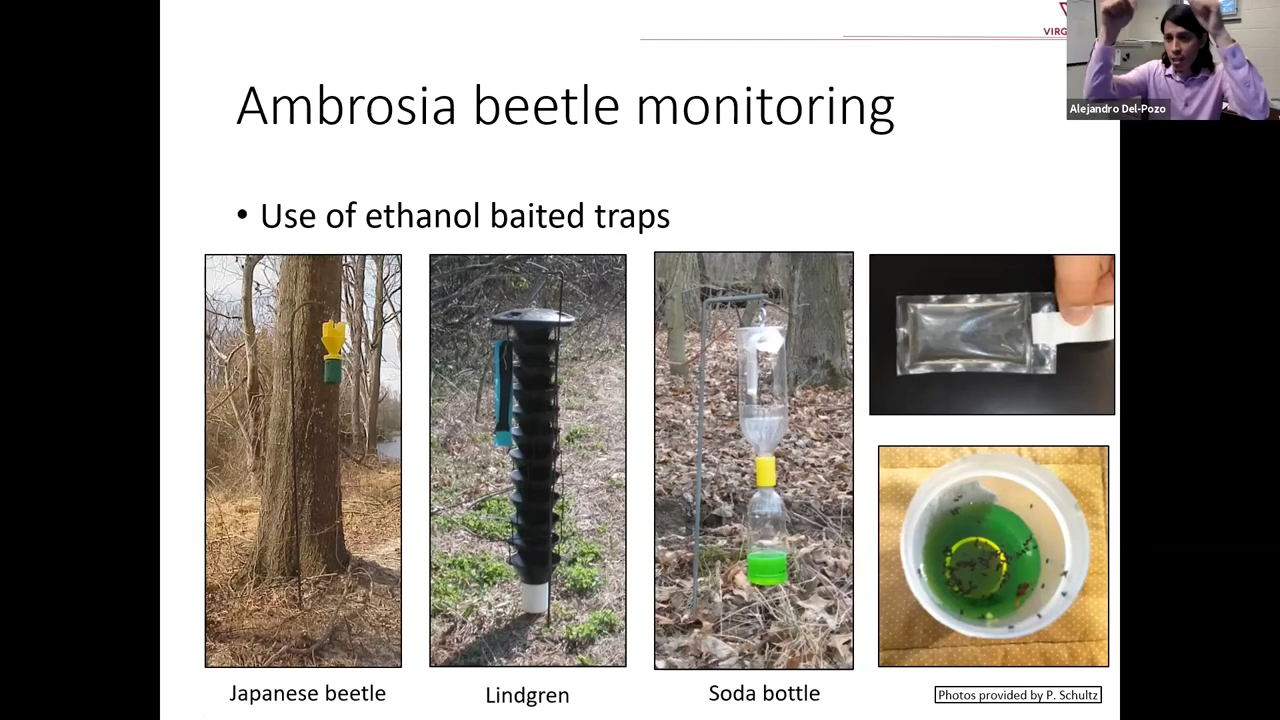 VIRG
Alejandro Del-Pozo
Ambrosia beetle monitoring
• Use of ethanol baited traps
Japanese beetle
Lindgren
Soda bottle
Photos provided by P. Schultz